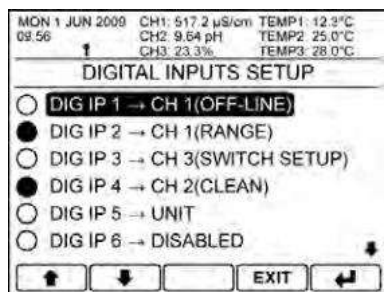 MON 1 JUN 2009 CH1: 517.2 µS/cm TEMP1: 12.3°C
09:56 CH2: 9.64 pH TEMP2: 25.0°C
CH3: 23.3% TEMP3: 28.0°C
DIGITAL INPUTS SETUP
DIG IP 1 → CH 1(OFF-LINE)
DIG IP 2 → CH 1(RANGE)
DIG IP 3 → CH 3(SWITCH SETUP)
DIG IP 4 → CH 2(CLEAN)
DIG IP 5 → UNIT
DIG IP 6 → DISABLED
EXIT